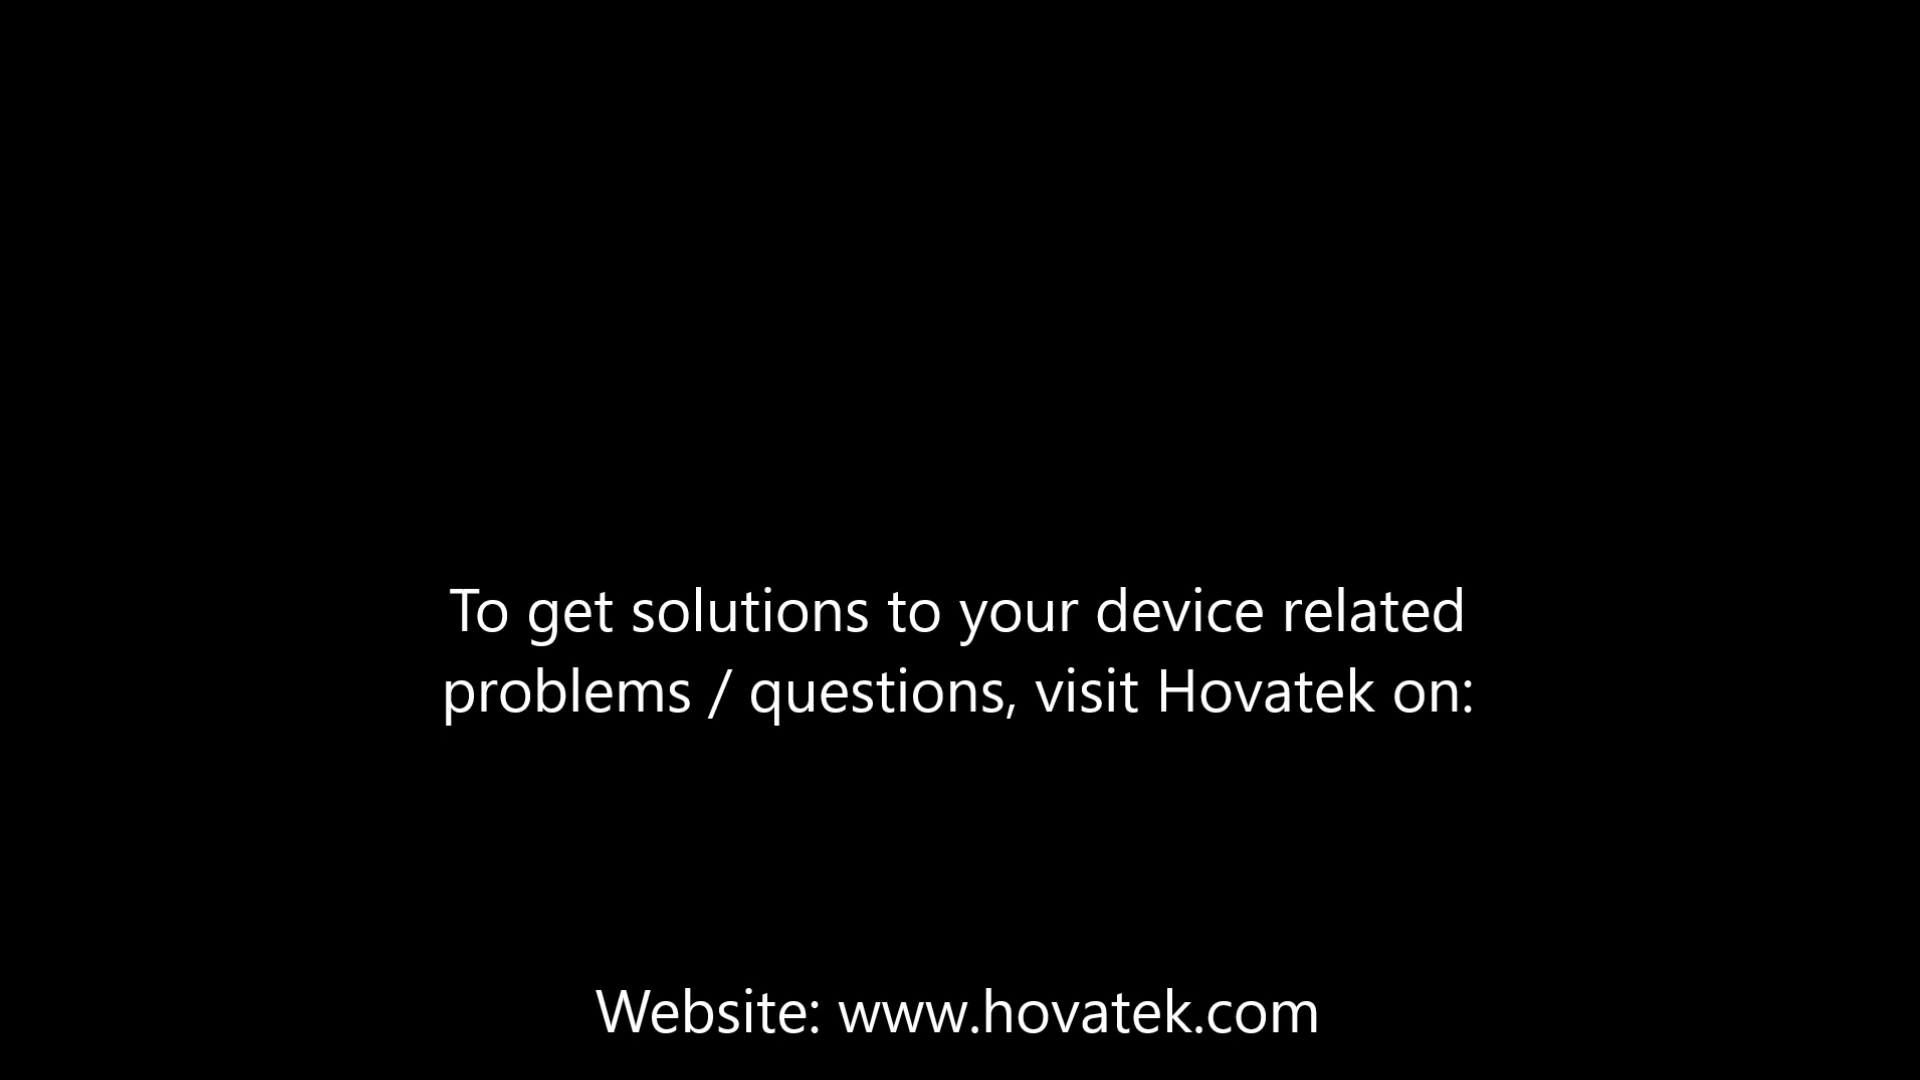 To get solutions to your device related
problems / questions, visit Hovatek on:
Website: www.hovatek.com